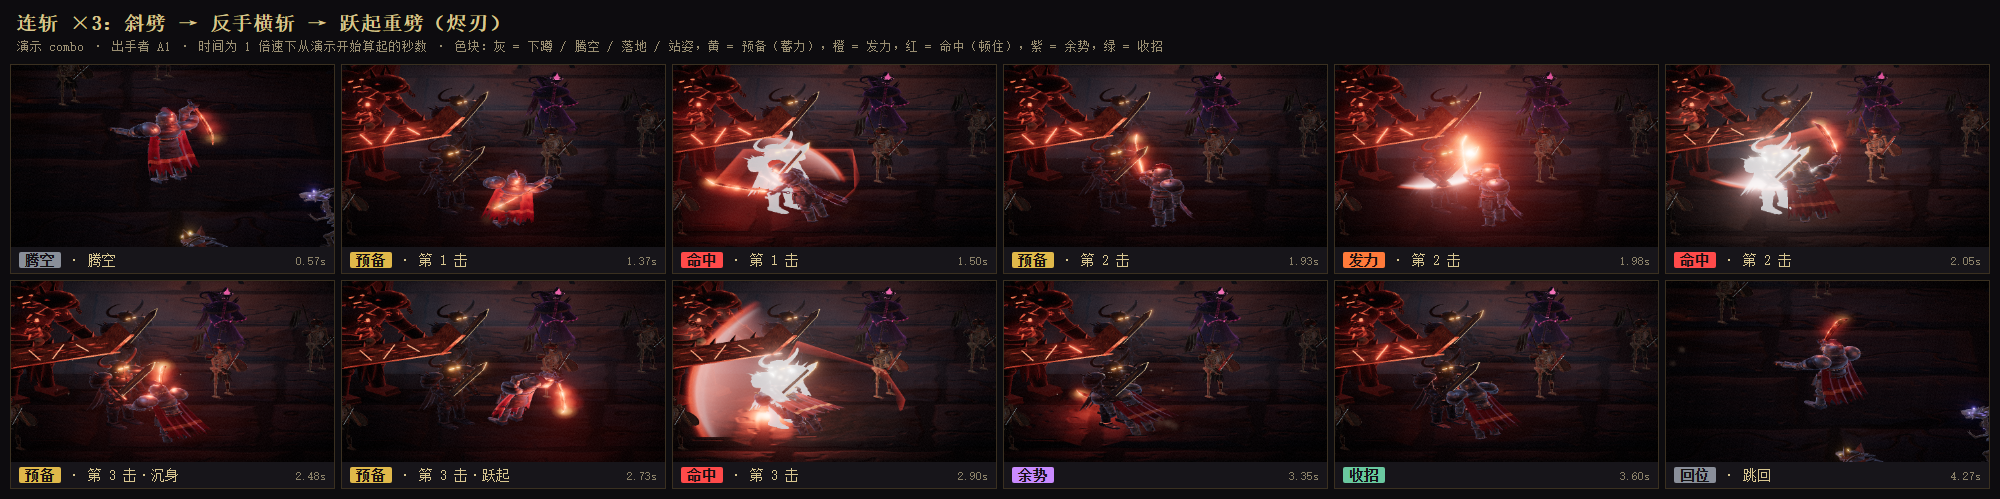 连斩 ×3: 斜劈 → 反手横斩 → 跃起重劈（烬刃）
演示 combo · 出手者 A1 · 时间为 1 倍速下从演示开始算起的秒数 · 色块: 灰 = 下蹲 / 腾空 / 落地 / 站姿, 黄 = 预备（蓄力）, 橙 = 发力, 红 = 命中（顿住）, 紫 = 余势, 绿 = 收招
腾空 · 腾空 0.57s
预备 · 第 1 击 1.37s
命中 · 第 1 击 1.50s
预备 · 第 2 击 1.93s
发力 · 第 2 击 1.98s
命中 · 第 2 击 2.05s
预备 · 第 3 击·沉身 2.48s
预备 · 第 3 击·跃起 2.73s
命中 · 第 3 击 2.90s
余势 3.35s
收招 3.60s
回位 · 跳回 4.27s